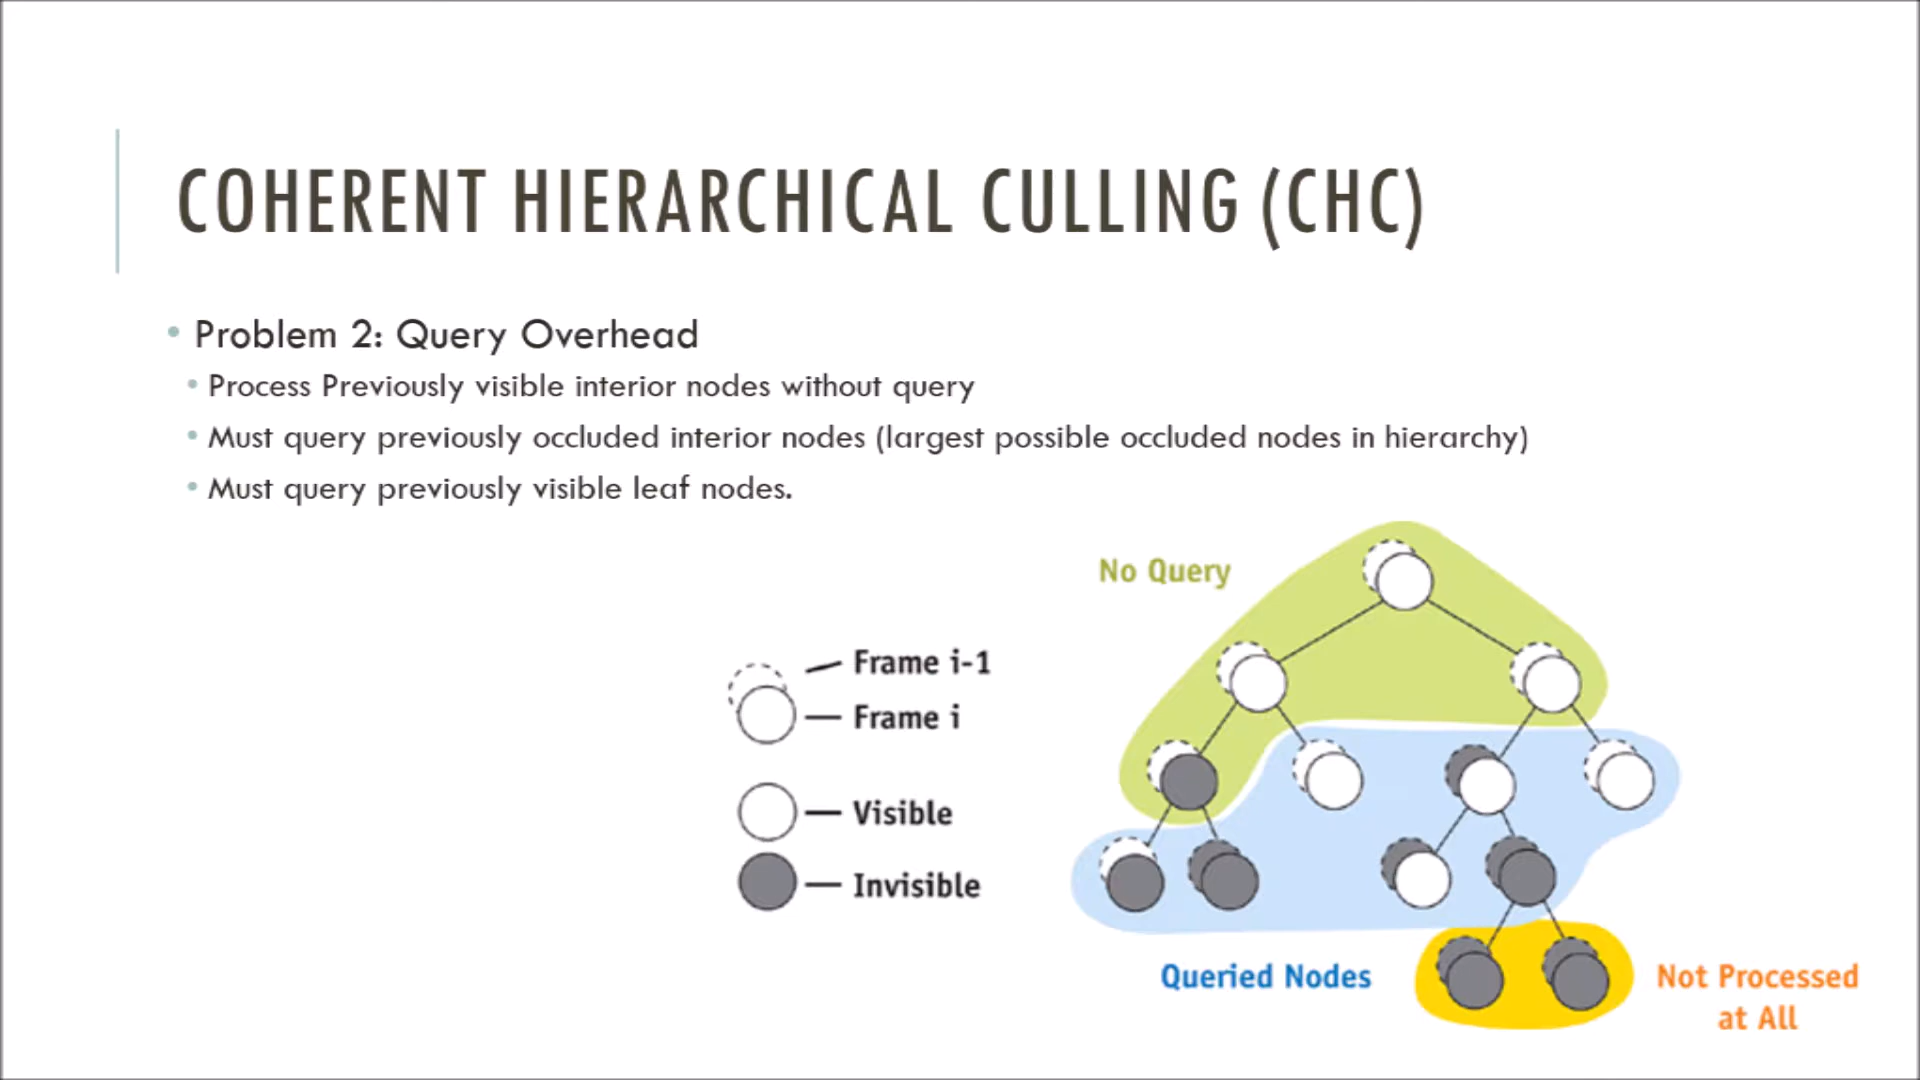 COHERENT HIERARCHICAL CULLING (CHC)
• Problem 2: Query Overhead
• Process Previously visible interior nodes without query
• Must query previously occluded interior nodes (largest possible occluded nodes in hierarchy)
• Must query previously visible leaf nodes.
No Query
Frame i-1
Frame i
Visible
Invisible
Queried Nodes
Not Processed
at All